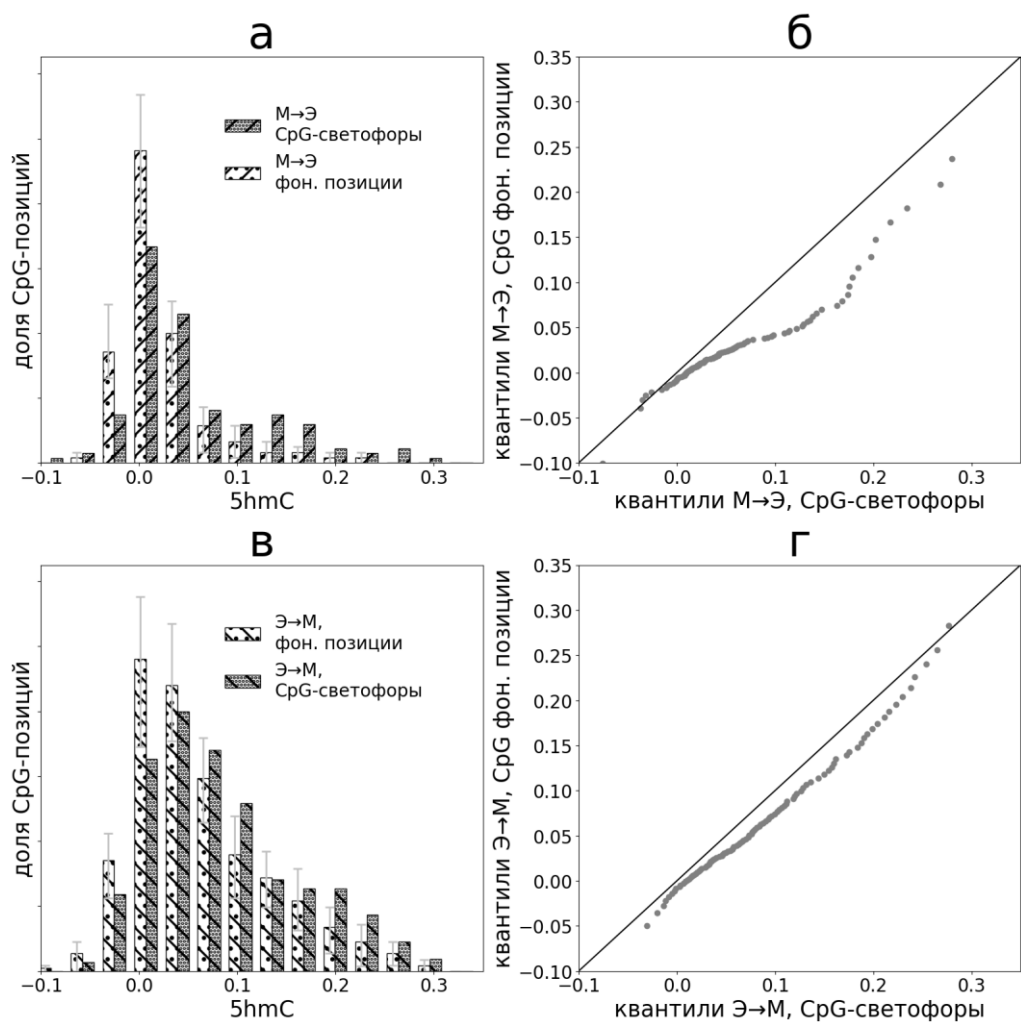 а
доля CpG-позиций
М→Э
CpG-светофоры
М→Э
фон. позиции
−0.1
0.0
0.1
0.2
0.3
5hmC
б
квантили М→Э, CpG фон. позиции
0.35
0.30
0.25
0.20
0.15
0.10
0.05
0.00
−0.05
−0.10
−0.1
0.0
0.1
0.2
0.3
квантили М→Э, CpG-светофоры
в
доля CpG-позиций
Э→М,
фон. позиции
Э→М,
CpG-светофоры
−0.1
0.0
0.1
0.2
0.3
5hmC
г
квантили Э→М, CpG фон. позиции
0.35
0.30
0.25
0.20
0.15
0.10
0.05
0.00
−0.05
−0.10
−0.1
0.0
0.1
0.2
0.3
квантили Э→М, CpG-светофоры